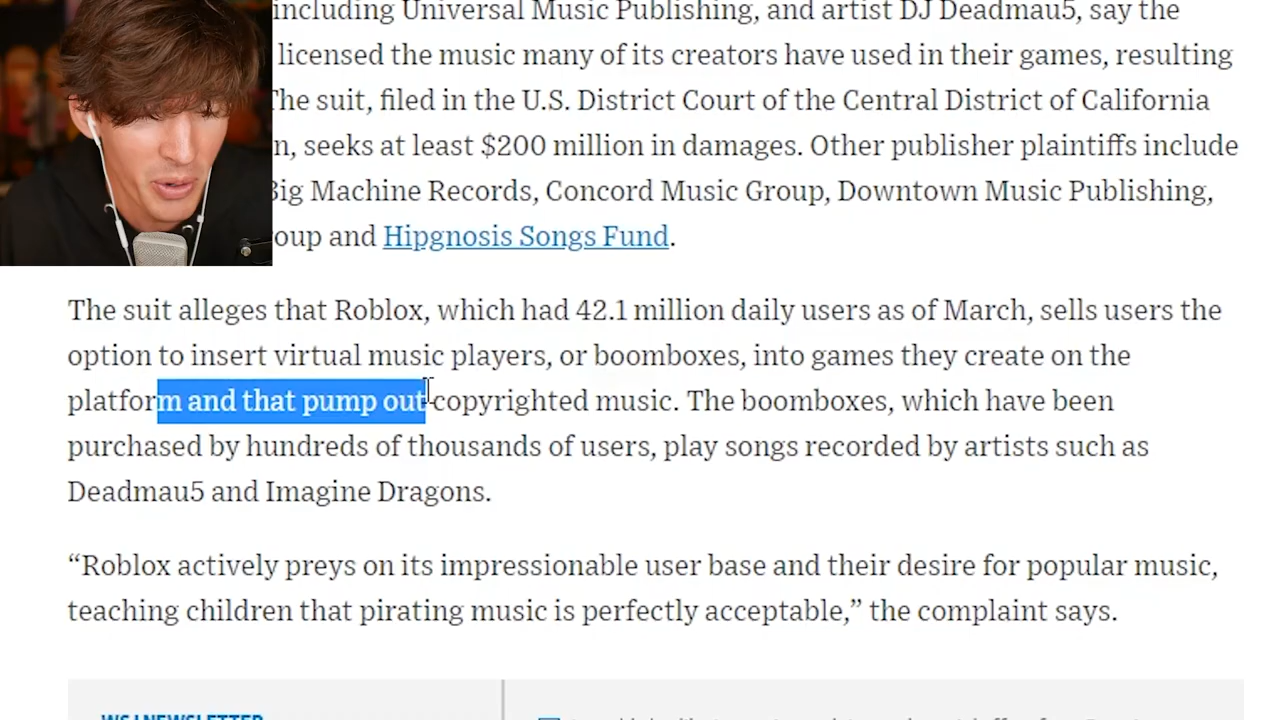 including Universal Music Publishing, and artist DJ Deadmau5, say the
licensed the music many of its creators have used in their games, resulting
The suit, filed in the U.S. District Court of the Central District of California
n, seeks at least $200 million in damages. Other publisher plaintiffs include
Big Machine Records, Concord Music Group, Downtown Music Publishing,
oup and Hipgnosis Songs Fund.
The suit alleges that Roblox, which had 42.1 million daily users as of March, sells users the
option to insert virtual music players, or boomboxes, into games they create on the
platform and that pump out copyrighted music. The boomboxes, which have been
purchased by hundreds of thousands of users, play songs recorded by artists such as
Deadmau5 and Imagine Dragons.
“Roblox actively preys on its impressionable user base and their desire for popular music,
teaching children that pirating music is perfectly acceptable,” the complaint says.
WSJ NEWSLETTER